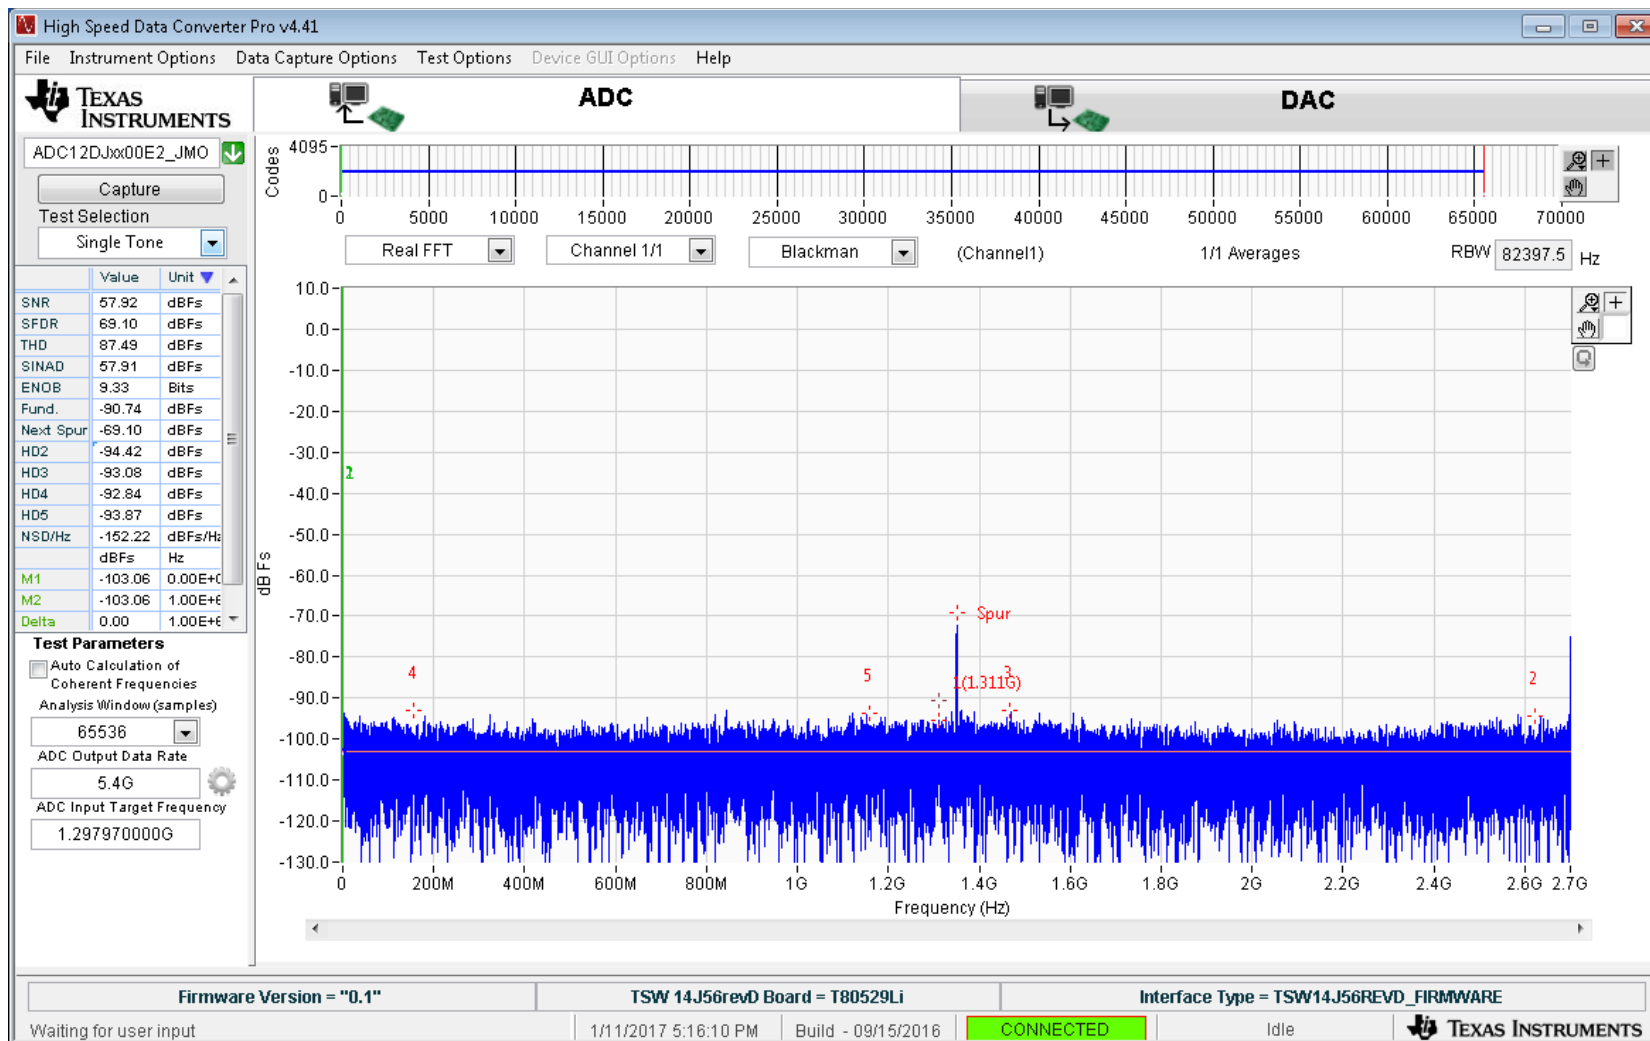 High Speed Data Converter Pro v4.41
File Instrument Options Data Capture Options Test Options Device GUI Options Help
TEXAS INSTRUMENTS
ADC
DAC
ADC12DJxx00E2_JMO
Capture
Test Selection
Single Tone
Codes
4095
0
0 5000 10000 15000 20000 25000 30000 35000 40000 45000 50000 55000 60000 65000 70000
Real FFT
Channel 1/1
Blackman
(Channel1)
1/1 Averages
RBW 82397.5 Hz
Value Unit
SNR 57.92 dBFs
SFDR 69.10 dBFs
THD 87.49 dBFs
SINAD 57.91 dBFs
ENOB 9.33 Bits
Fund. -90.74 dBFs
Next Spur -69.10 dBFs
HD2 -94.42 dBFs
HD3 -93.08 dBFs
HD4 -92.84 dBFs
HD5 -93.87 dBFs
NSD/Hz -152.22 dBFs/Hz
dBFs Hz
M1 -103.06 0.00E+0
M2 -103.06 1.00E+6
Delta 0.00 1.00E+6
Test Parameters
Auto Calculation of
Coherent Frequencies
Analysis Window (samples)
65536
ADC Output Data Rate
5.4G
ADC Input Target Frequency
1.297970000G
dBFs
10.0
0.0
-10.0
-20.0
-30.0
-40.0
-50.0
-60.0
-70.0
-80.0
-90.0
-100.0
-110.0
-120.0
-130.0
Spur
4
5
1(1.311G)
3
2
0 200M 400M 600M 800M 1G 1.2G 1.4G 1.6G 1.8G 2G 2.2G 2.4G 2.6G 2.7G
Frequency (Hz)
Firmware Version = "0.1"
TSW 14J56revD Board = T80529Li
Interface Type = TSW14J56REVD_FIRMWARE
Waiting for user input
1/11/2017 5:16:10 PM
Build - 09/15/2016
CONNECTED
Idle
TEXAS INSTRUMENTS